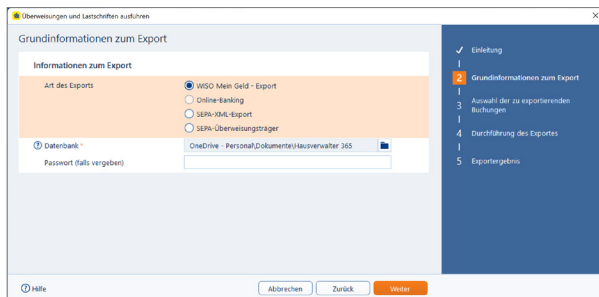 Überweisungen und Lastschriften ausführen
Grundinformationen zum Export
Informationen zum Export
Art des Exports
WISO Mein Geld - Export
Online-Banking
SEPA-XML-Export
SEPA-Überweisungsträger
Datenbank * OneDrive - Personal\Dokumente\Hausverwalter 365
Passwort (falls vergeben)
Hilfe
Abbrechen
Zurück
Weiter
Einleitung
2 Grundinformationen zum Export
3 Auswahl der zu exportierenden
Buchungen
4 Durchführung des Exportes
5 Exportergebnis